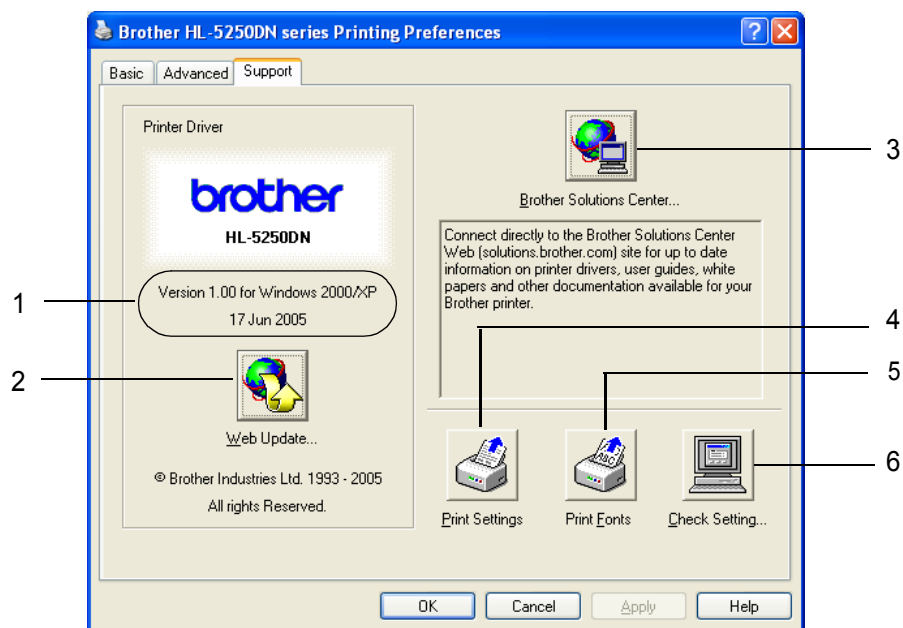 Brother HL-5250DN series Printing Preferences
Basic
Advanced
Support
Printer Driver
brother
HL-5250DN
Version 1.00 for Windows 2000/XP
17 Jun 2005
Web Update...
© Brother Industries Ltd. 1993 - 2005
All rights Reserved.
Brother Solutions Center...
Connect directly to the Brother Solutions Center
Web (solutions.brother.com) site for up to date
information on printer drivers, user guides, white
papers and other documentation available for your
Brother printer.
Print Settings
ABC
Print Fonts
Check Setting...
OK
Cancel
Apply
Help
1
2
3
4
5
6